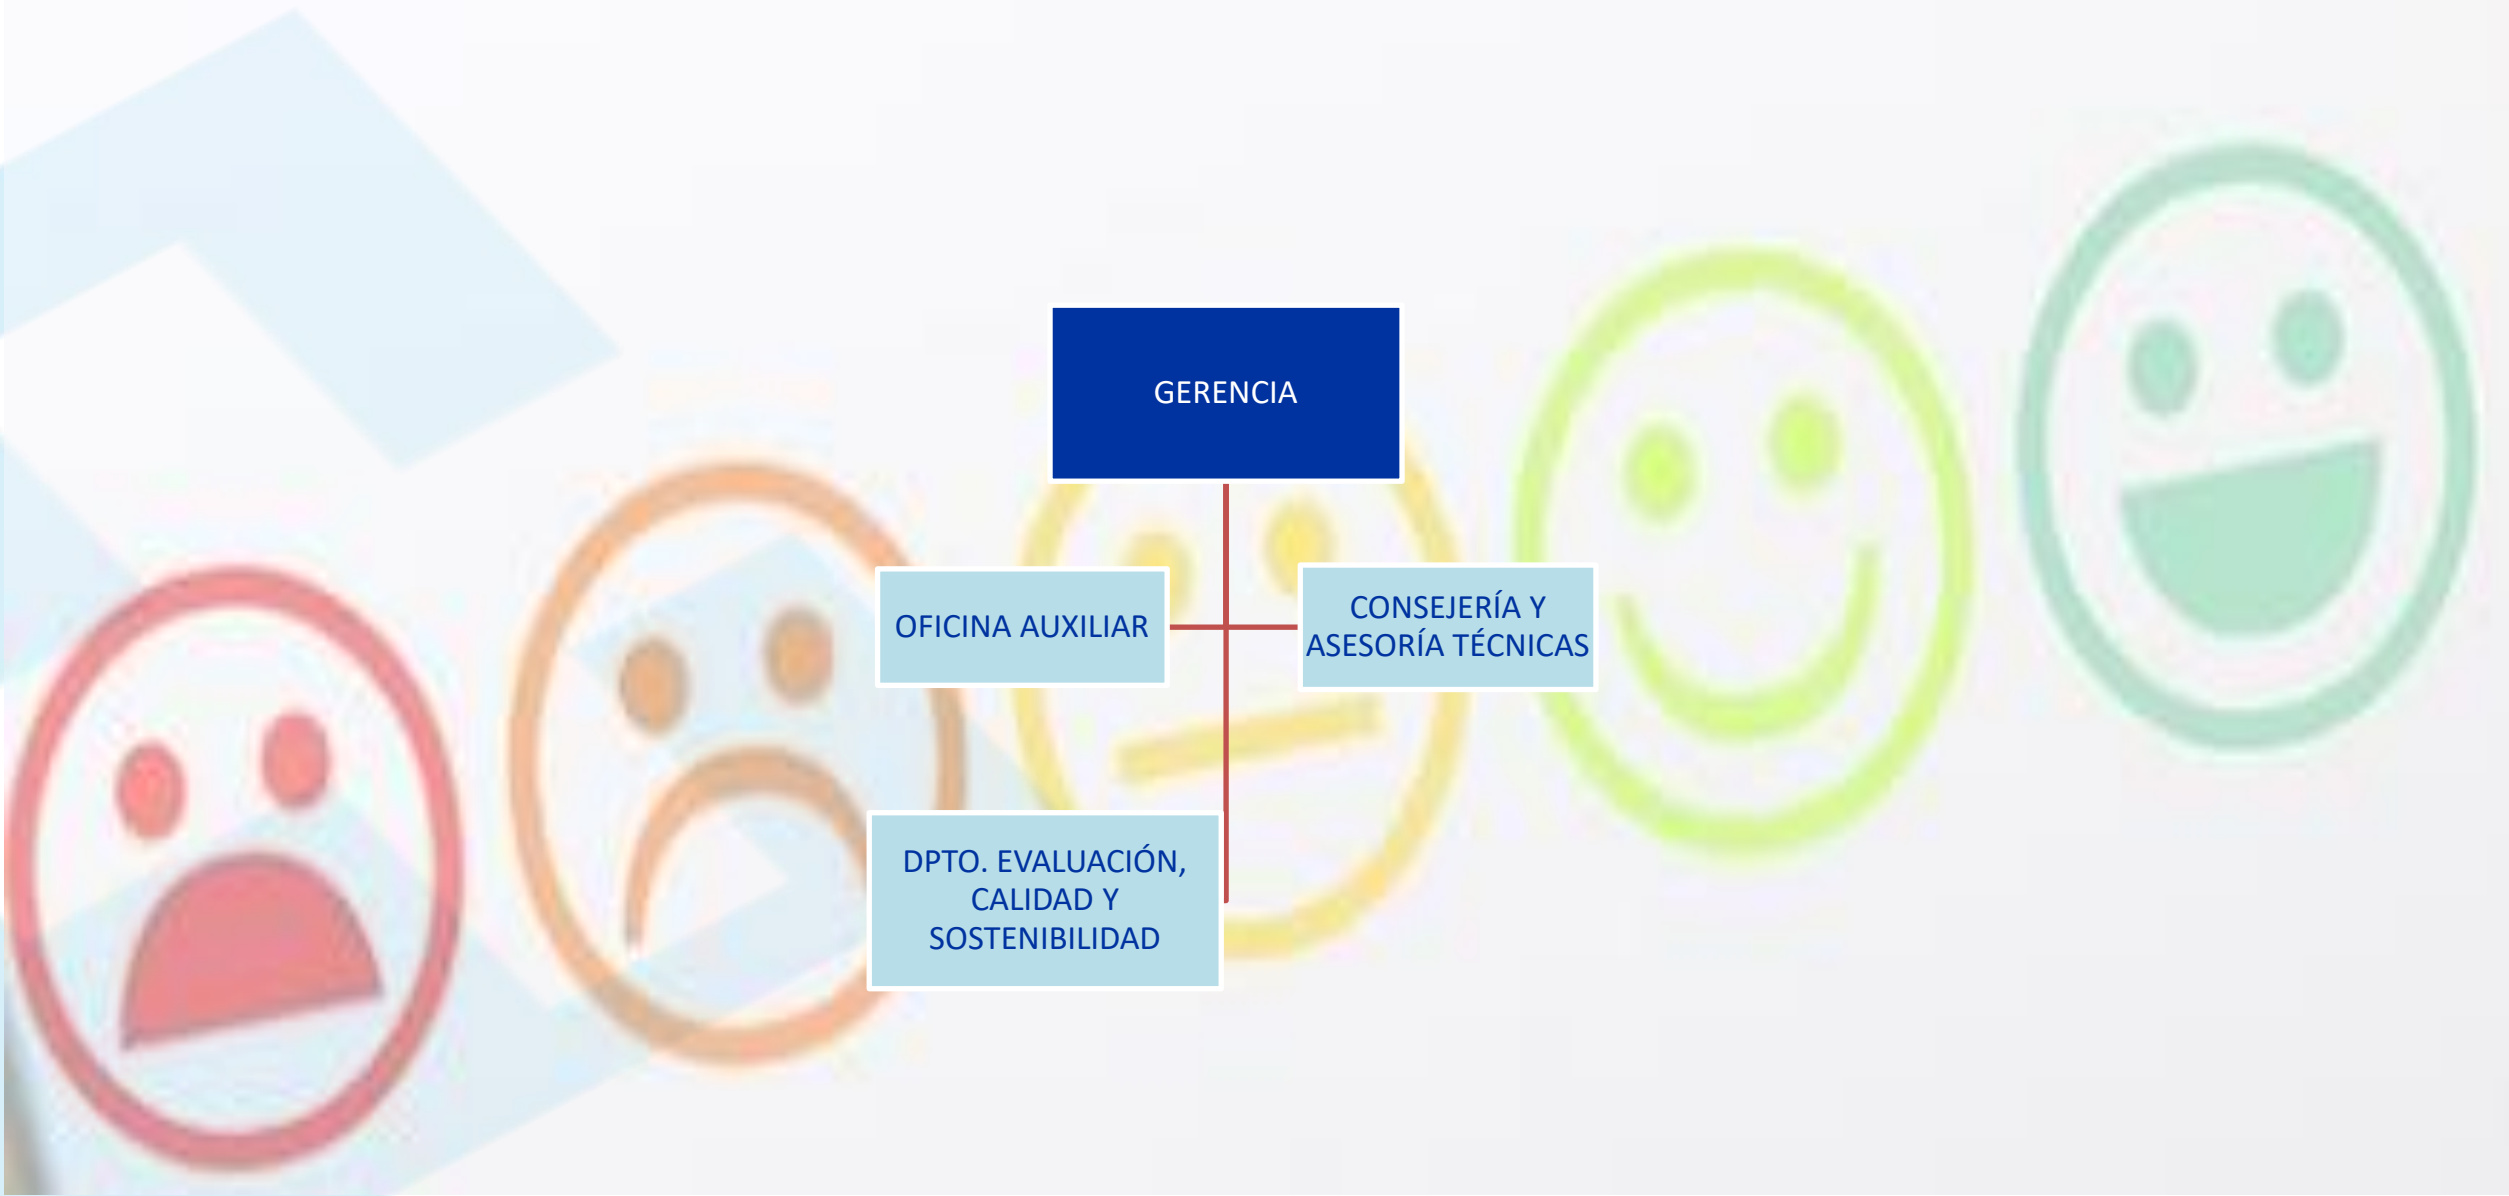 GERENCIA
OFICINA AUXILIAR
CONSEJERÍA Y
ASESORÍA TÉCNICAS
DPTO. EVALUACIÓN,
CALIDAD Y
SOSTENIBILIDAD